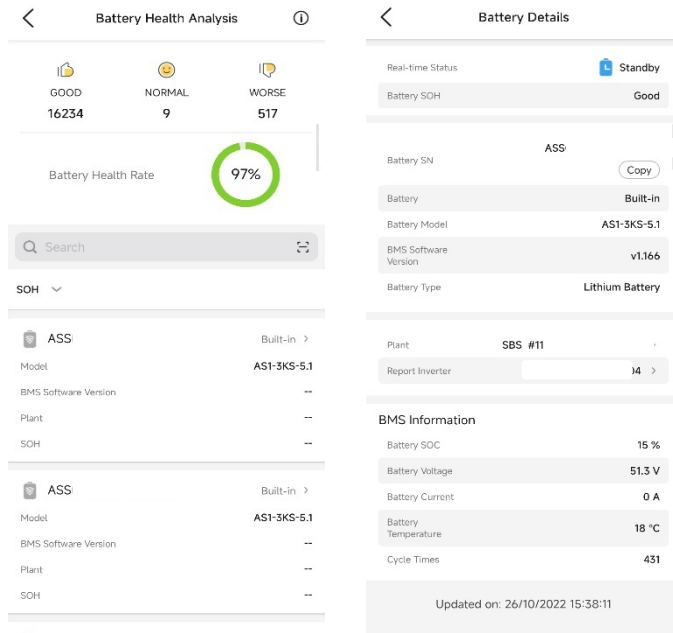 Battery Health Analysis
GOOD NORMAL WORSE
16234 9 517
Battery Health Rate 97%
Search
SOH
ASS
Built-in
Model AS1-3KS-5.1
BMS Software Version --
Plant --
SOH --
ASS
Built-in
Model AS1-3KS-5.1
BMS Software Version --
Plant --
SOH --
Battery Details
Real-time Status Standby
Battery SOH Good
Battery SN ASS
Copy
Battery Built-in
Battery Model AS1-3KS-5.1
BMS Software
Version v1.166
Battery Type Lithium Battery
Plant SBS #11
Report Inverter 04
BMS Information
Battery SOC 15 %
Battery Voltage 51.3 V
Battery Current 0 A
Battery
Temperature 18 °C
Cycle Times 431
Updated on: 26/10/2022 15:38:11